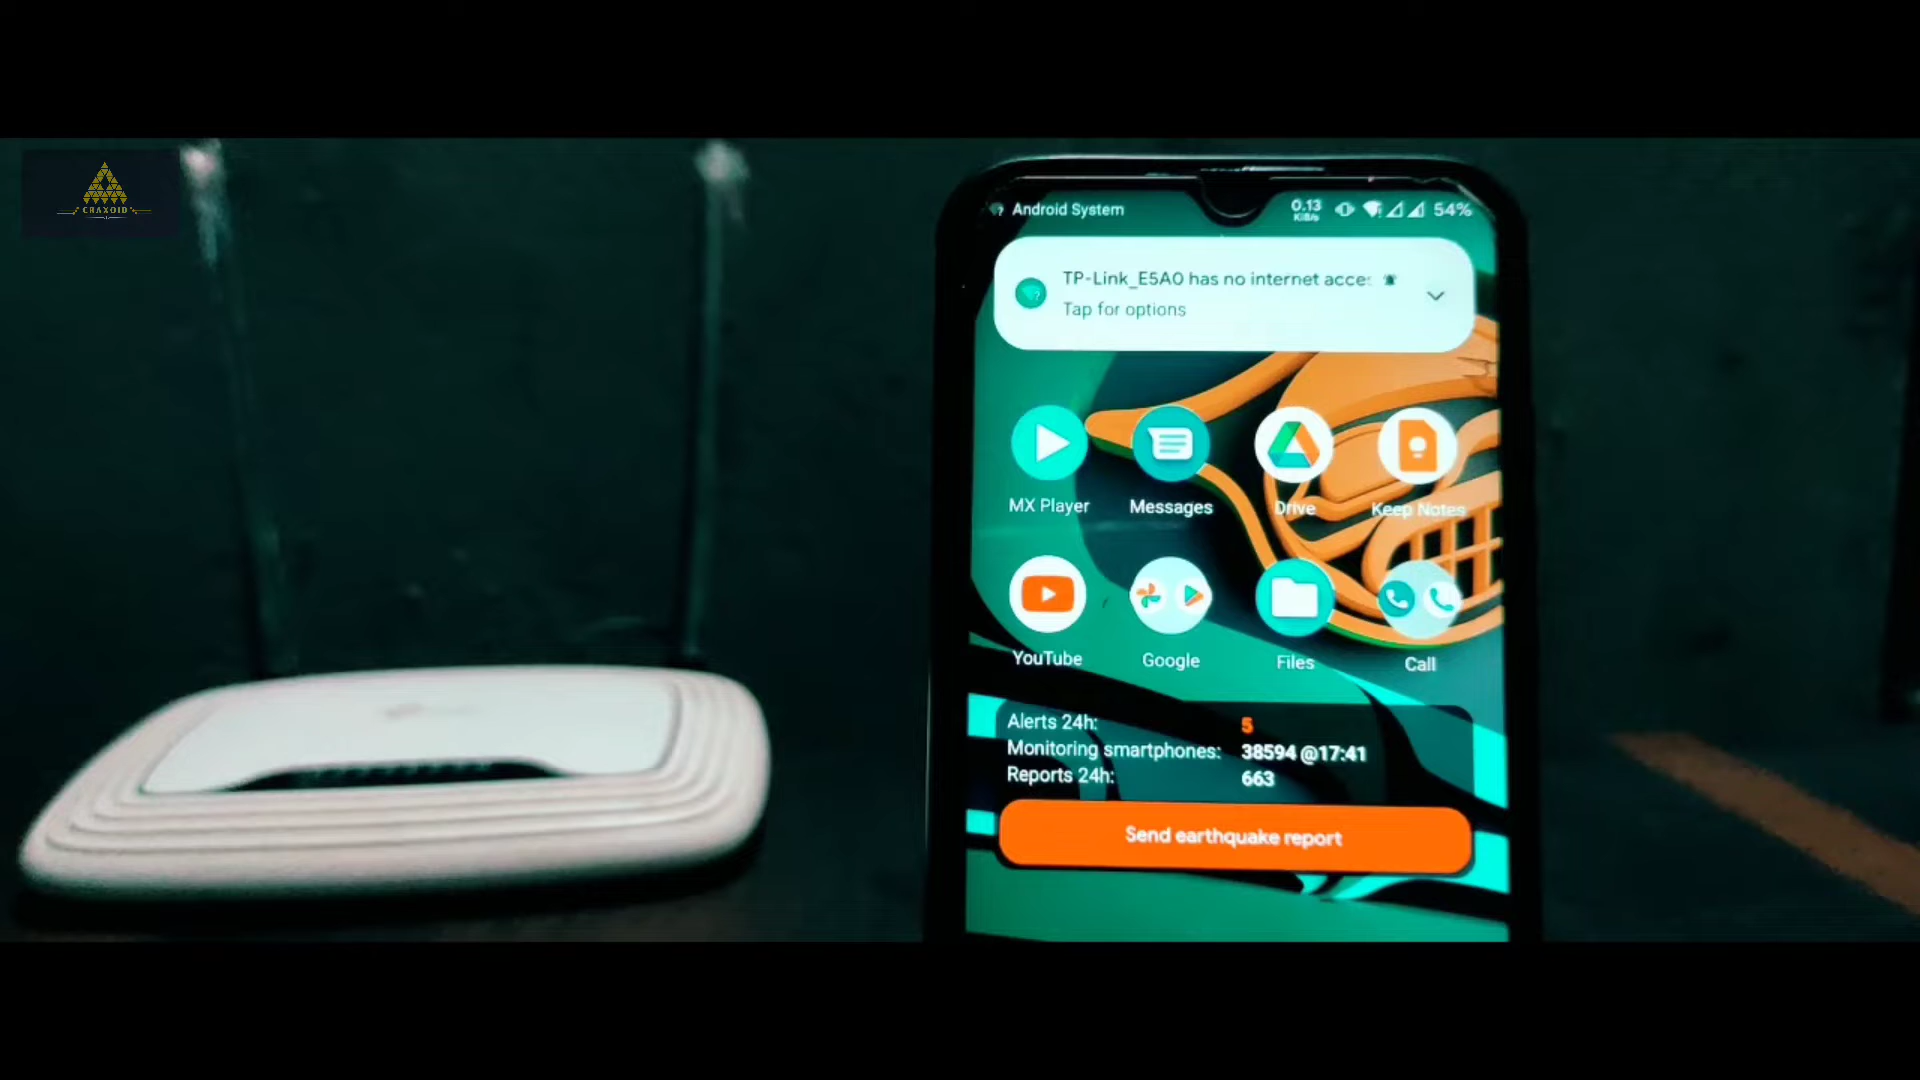 CRAXOID
Android System
0.13
KiB/s
54%
TP-Link_E5A0 has no internet acce
Tap for options
MX Player
Messages
Drive
Keep Notes
YouTube
Google
Files
Call
Alerts 24h: 5
Monitoring smartphones: 38594 @17:41
Reports 24h: 663
Send earthquake report